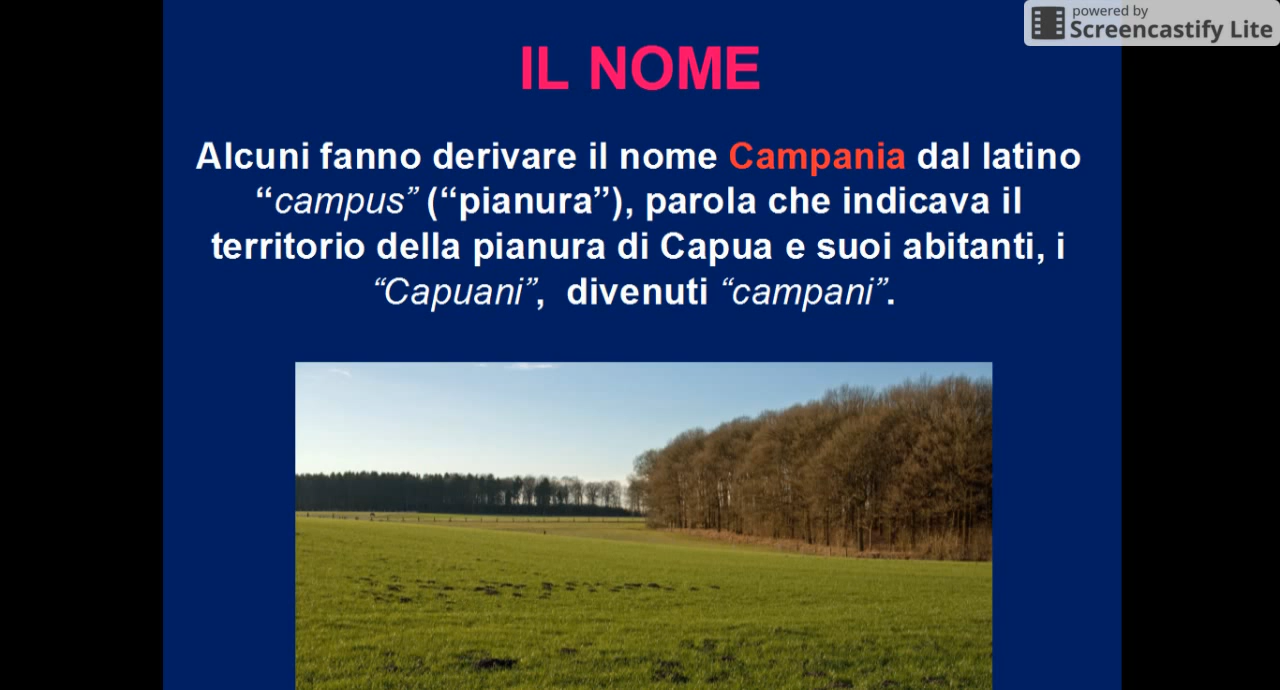 powered by
Screencastify Lite
IL NOME
Alcuni fanno derivare il nome Campania dal latino
“campus” (“pianura”), parola che indicava il
territorio della pianura di Capua e suoi abitanti, i
“Capuani”,  divenuti “campani”.